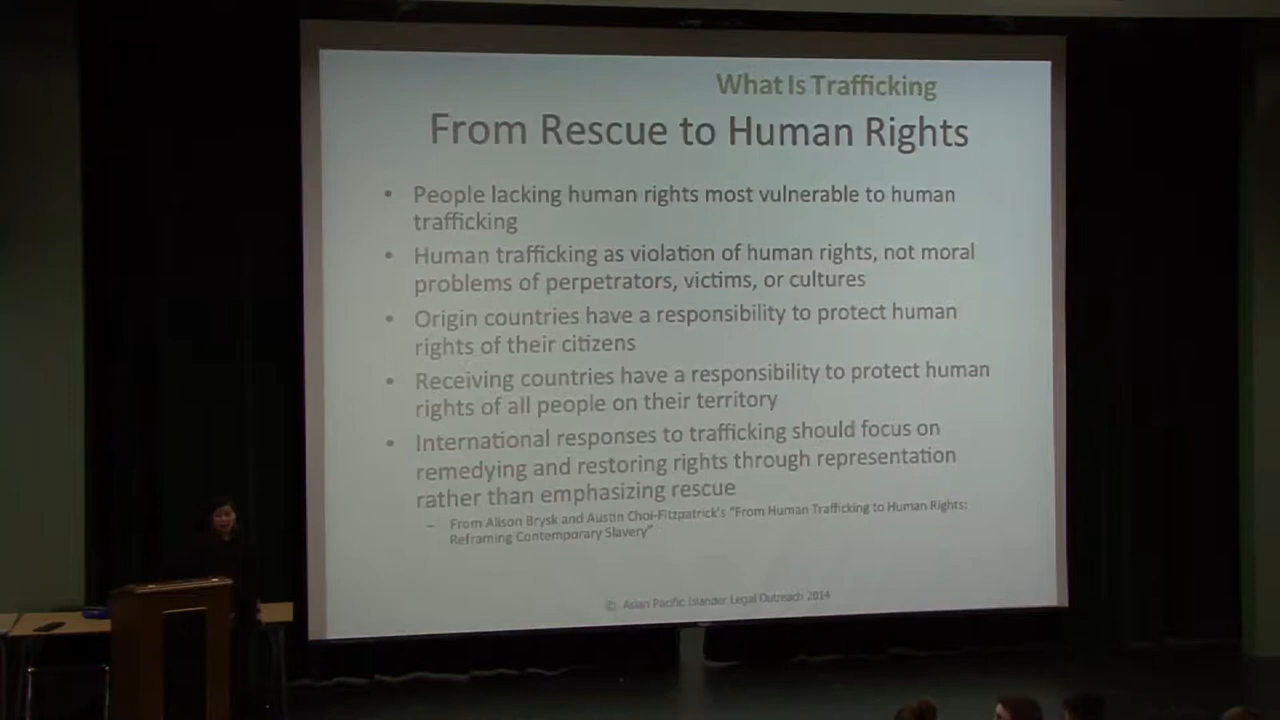 What Is Trafficking
From Rescue to Human Rights
• People lacking human rights most vulnerable to human
trafficking
• Human trafficking as violation of human rights, not moral
problems of perpetrators, victims, or cultures
• Origin countries have a responsibility to protect human
rights of their citizens
• Receiving countries have a responsibility to protect human
rights of all people on their territory
• International responses to trafficking should focus on
remedying and restoring rights through representation
rather than emphasizing rescue
– From Alison Brysk and Austin Choi-Fitzpatrick's "From Human Trafficking to Human Rights:
Reframing Contemporary Slavery"
© Asian Pacific Islander Legal Outreach 2014